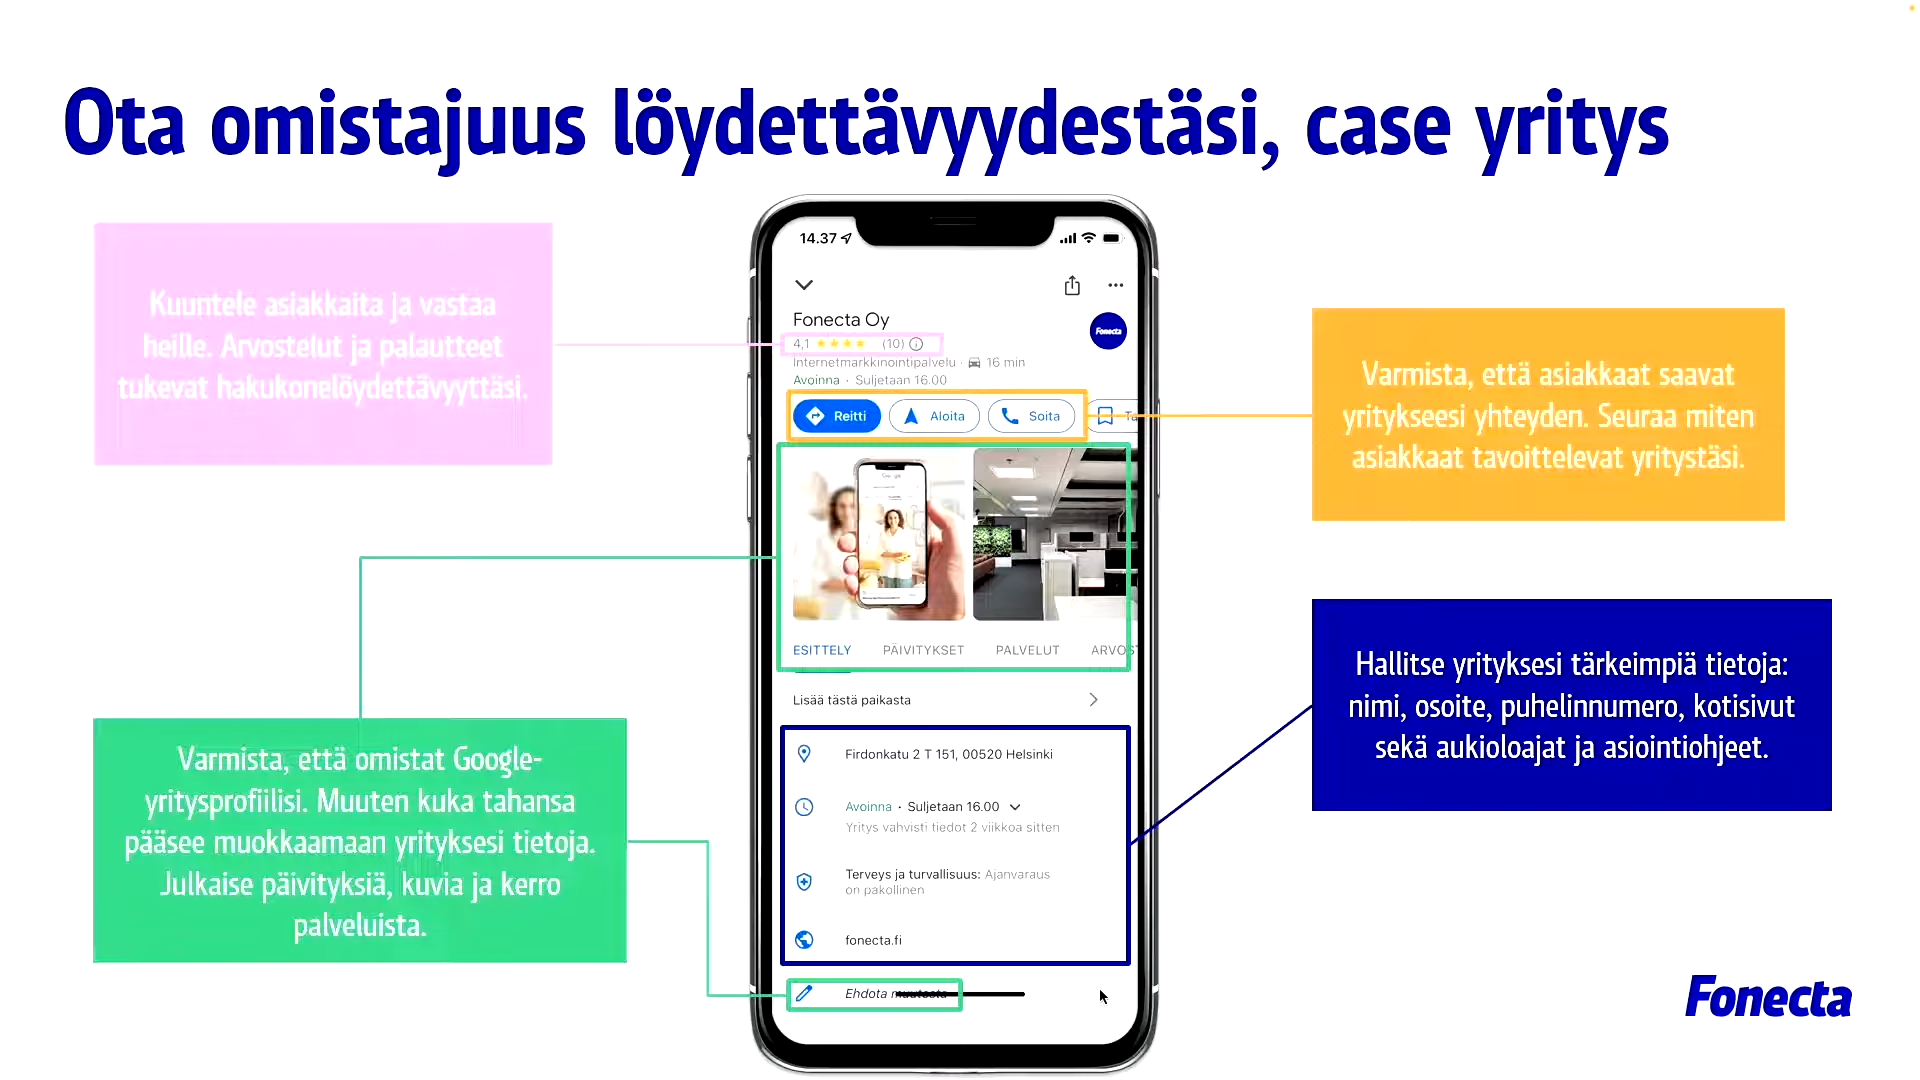 Ota omistajuus löydettävyydestäsi, case yritys
Kuuntele asiakkaita ja vastaa
heille. Arvostelut ja palautteet
tukevat hakukonelöydettävyyttäsi.
Varmista, että omistat Google-
yritysprofiilisi. Muuten kuka tahansa
pääsee muokkaamaan yrityksesi tietoja.
Julkaise päivityksiä, kuvia ja kerro
palveluista.
14.37
Fonecta Oy
Fonecta
4,1 ★★★★ (10)
Internetmarkkinointipalvelu · 16 min
Avoinna · Suljetaan 16.00
Reitti Aloita Soita Ta
ESITTELY PÄIVITYKSET PALVELUT ARVOST
Lisää tästä paikasta
Firdonkatu 2 T 151, 00520 Helsinki
Avoinna · Suljetaan 16.00
Yritys vahvisti tiedot 2 viikkoa sitten
Terveys ja turvallisuus: Ajanvaraus
on pakollinen
fonecta.fi
Ehdota muutosta
Varmista, että asiakkaat saavat
yritykseesi yhteyden. Seuraa miten
asiakkaat tavoittelevat yritystäsi.
Hallitse yrityksesi tärkeimpiä tietoja:
nimi, osoite, puhelinnumero, kotisivut
sekä aukioloajat ja asiointiohjeet.
Fonecta